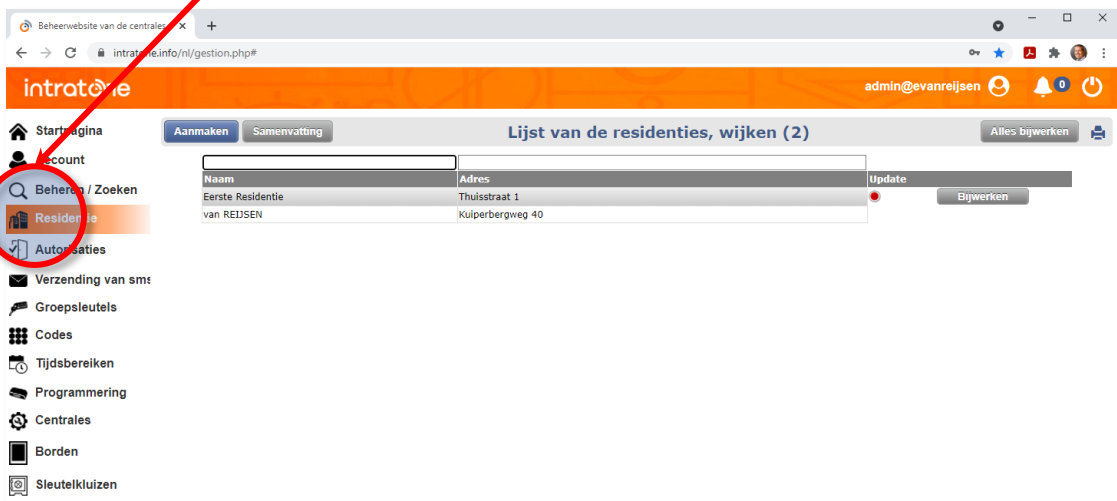 Beheerwebsite van de centrales
intratone.info/nl/gestion.php#
intratone
admin@evanreijsen
0
Startpagina
Aanmaken
Samenvatting
Lijst van de residenties, wijken (2)
Alles bijwerken
Account
Naam
Adres
Update
Beheren / Zoeken
Eerste Residentie
Thuisstraat 1
Bijwerken
van REIJSEN
Kuiperbergweg 40
Residentie
Autorisaties
Verzending van sms
Groepsleutels
Codes
Tijdsbereiken
Programmering
Centrales
Borden
Sleutelkluizen